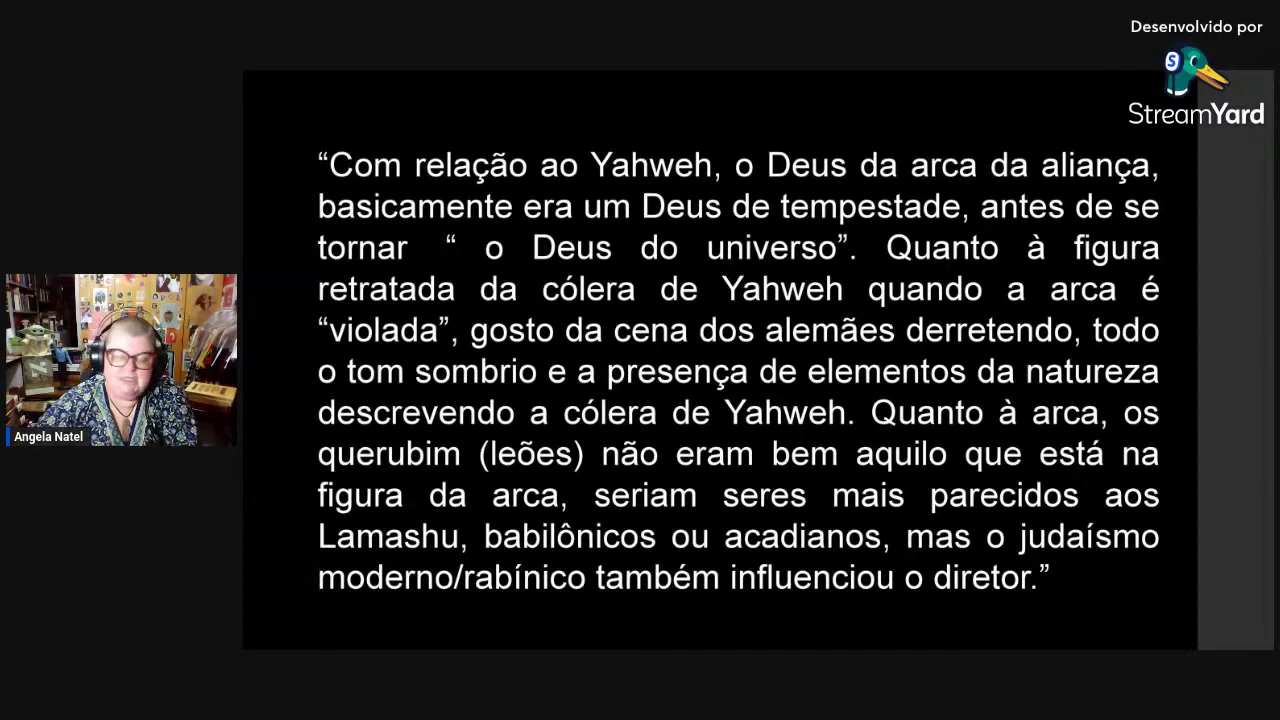 Desenvolvido por
StreamYard
“Com relação ao Yahweh, o Deus da arca da aliança,
basicamente era um Deus de tempestade, antes de se
tornar “ o Deus do universo”. Quanto à figura
retratada da cólera de Yahweh quando a arca é
“violada”, gosto da cena dos alemães derretendo, todo
o tom sombrio e a presença de elementos da natureza
descrevendo a cólera de Yahweh. Quanto à arca, os
querubim (leões) não eram bem aquilo que está na
figura da arca, seriam seres mais parecidos aos
Lamashu, babilônicos ou acadianos, mas o judaísmo
moderno/rabínico também influenciou o diretor.”
Angela Natel